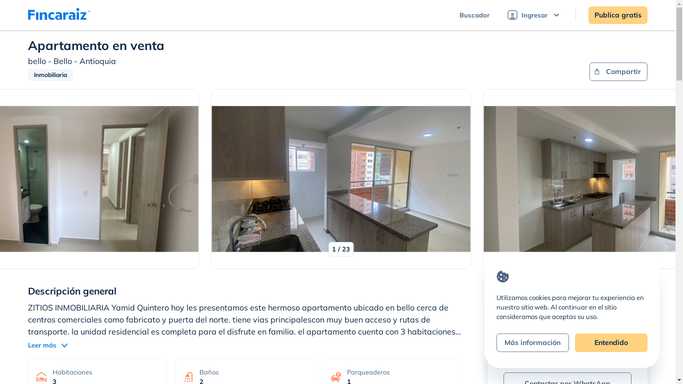 Fincaraiz
Buscador
Ingresar
Publica gratis
Apartamento en venta
bello - Bello - Antioquia
Inmobiliaria
Compartir
1 / 23
Descripción general
ZITIOS INMOBILIARIA Yamid Quintero hoy les presentamos este hermoso apartamento ubicado en bello cerca de
centros comerciales como fabricato y puerta del norte. tiene vias principalescon muy buen acceso y rutas de
transporte. la unidad residencial es completa para el disfrute en familia. el apartamento cuenta con 3 habitaciones...
Leer más
Habitaciones
3
Baños
2
Parqueaderos
1
Utilizamos cookies para mejorar tu experiencia en
nuestro sitio web. Al continuar en el sitio
consideramos que aceptas su uso.
Más información
Entendido
Contactar por WhatsApp